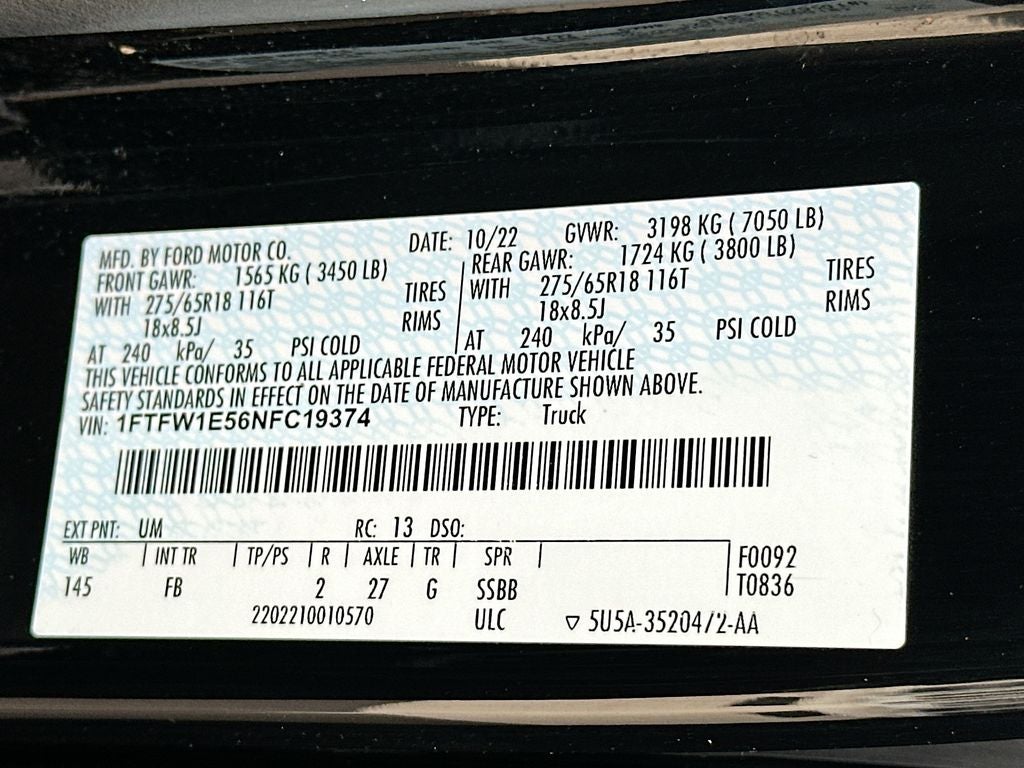 MFD. BY FORD MOTOR CO. DATE: 10/22 GVWR: 3198 KG ( 7050 LB)
FRONT GAWR: 1565 KG ( 3450 LB) REAR GAWR: 1724 KG ( 3800 LB)
WITH 275/65R18 116T TIRES WITH 275/65R18 116T TIRES
18x8.5J RIMS 18x8.5J RIMS
AT 240 kPa/ 35 PSI COLD AT 240 kPa/ 35 PSI COLD
THIS VEHICLE CONFORMS TO ALL APPLICABLE FEDERAL MOTOR VEHICLE
SAFETY STANDARDS IN EFFECT ON THE DATE OF MANUFACTURE SHOWN ABOVE.
VIN: 1FTFW1E56NFC19374 TYPE: Truck
EXT PNT: UM RC: 13 DSO:
WB INT TR TP/PS R AXLE TR SPR F0092
145 FB 2 27 G SSBB T0836
2202210010570 ULC ▽ 5U5A-3520472-AA